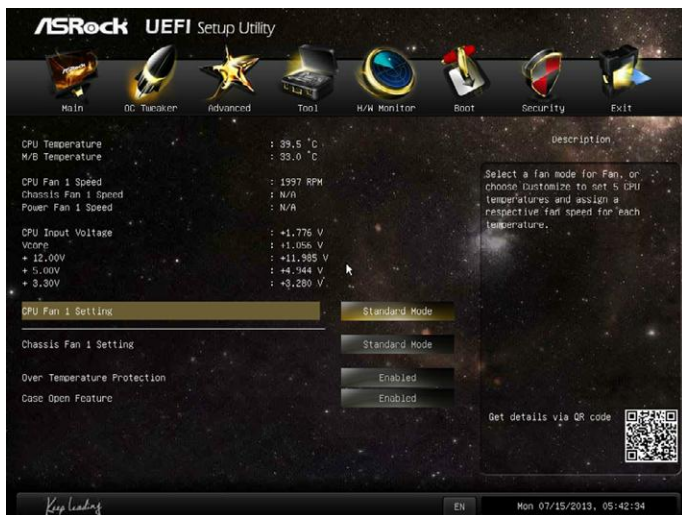 ASRock UEFI Setup Utility
Main OC Tweaker Advanced Tool H/W Monitor Boot Security Exit
CPU Temperature : 39.5 °C
M/B Temperature : 33.0 °C
CPU Fan 1 Speed : 1997 RPM
Chassis Fan 1 Speed : N/A
Power Fan 1 Speed : N/A
CPU Input Voltage : +1.776 V
Vcore : +1.056 V
+ 12.00V : +11.985 V
+ 5.00V : +4.944 V
+ 3.30V : +3.280 V
CPU Fan 1 Setting Standard Mode
Chassis Fan 1 Setting Standard Mode
Over Temperature Protection Enabled
Case Open Feature Enabled
Description
Select a fan mode for Fan, or
choose Customize to set 5 CPU
temperatures and assign a
respective fan speed for each
temperature.
Get details via QR code
Keep Leading
EN Mon 07/15/2013, 05:42:34